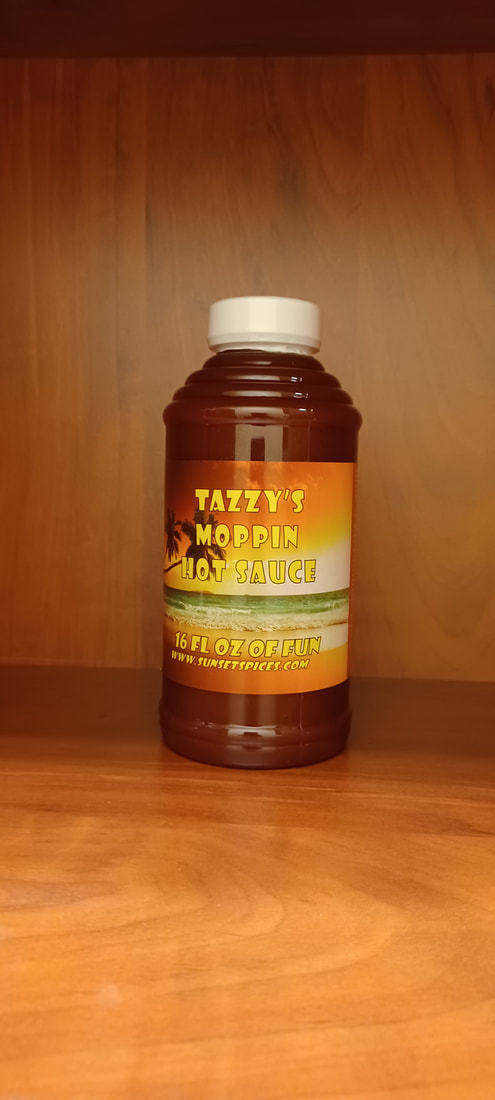 TAZZY'S
MOPPIN
HOT SAUCE
16 FL OZ OF FUN
WWW.SUNSETSPICES.COM